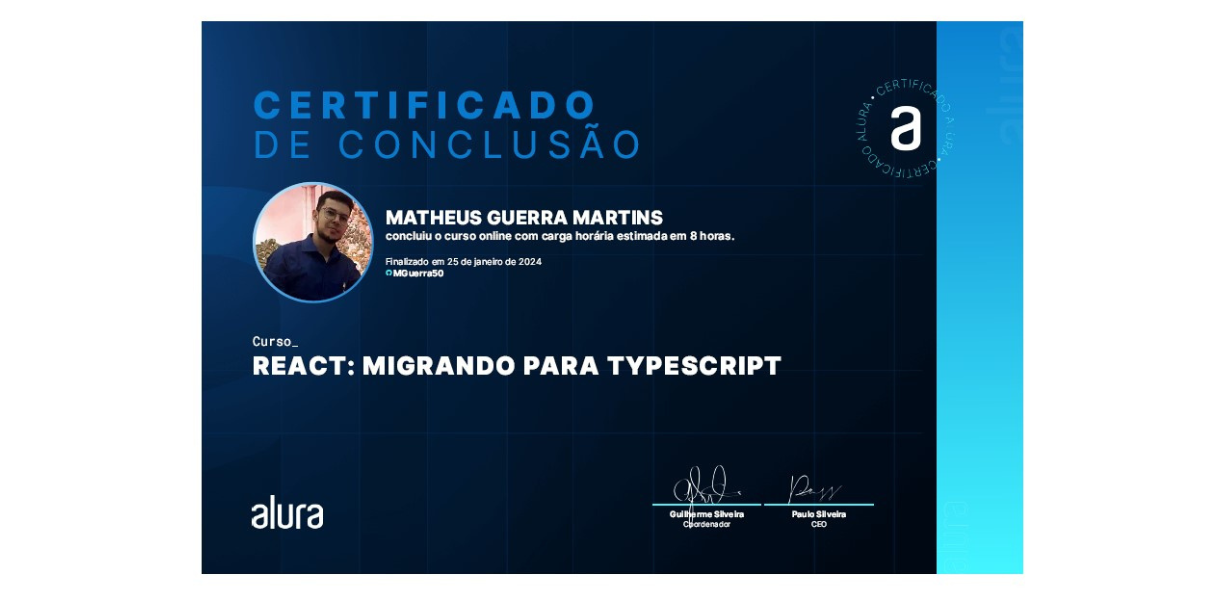 CERTIFICADO
DE CONCLUSÃO
CERTIFICADO ALURA • CERTIFICADO ALURA •
a
MATHEUS GUERRA MARTINS
concluiu o curso online com carga horária estimada em 8 horas.
Finalizado em 25 de janeiro de 2024
MGuerra50
Curso_
REACT: MIGRANDO PARA TYPESCRIPT
alura
Guilherme Silveira
Coordenador
Paulo Silveira
CEO
alura
alura